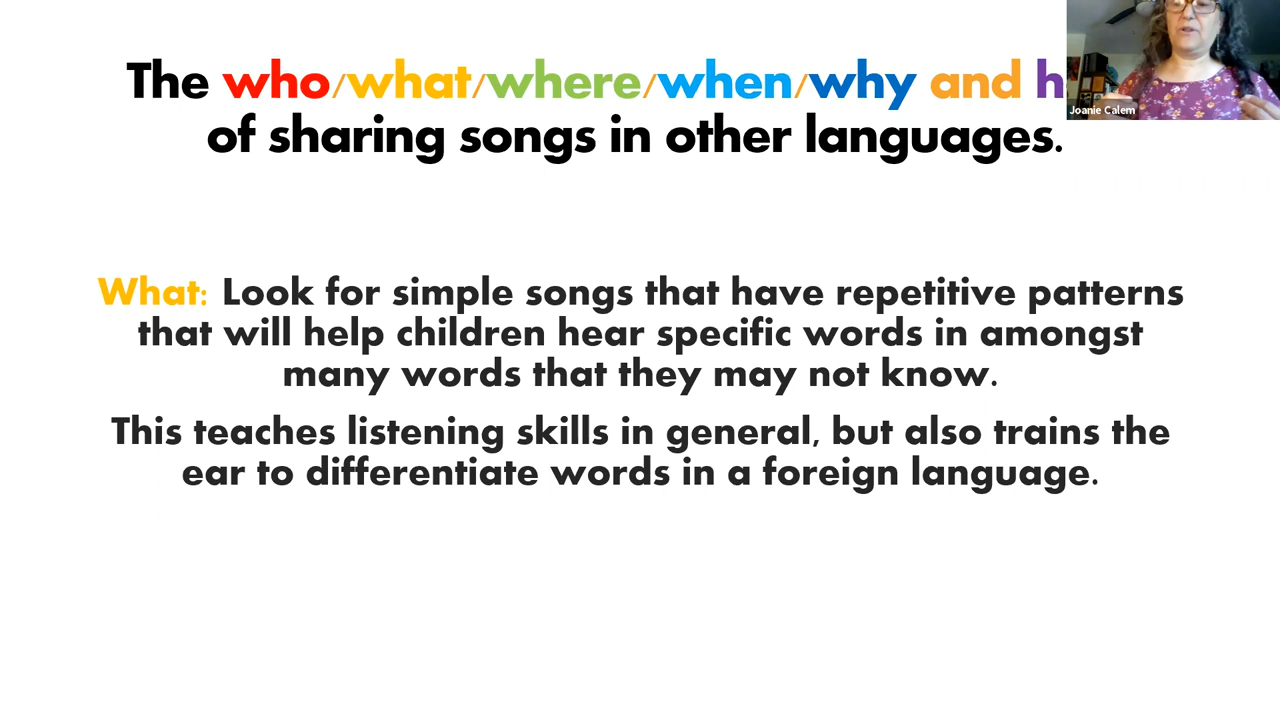 The who/what/where/when/why and h
of sharing songs in other languages.
Joanie Calem
What: Look for simple songs that have repetitive patterns
that will help children hear specific words in amongst
many words that they may not know.
This teaches listening skills in general, but also trains the
ear to differentiate words in a foreign language.